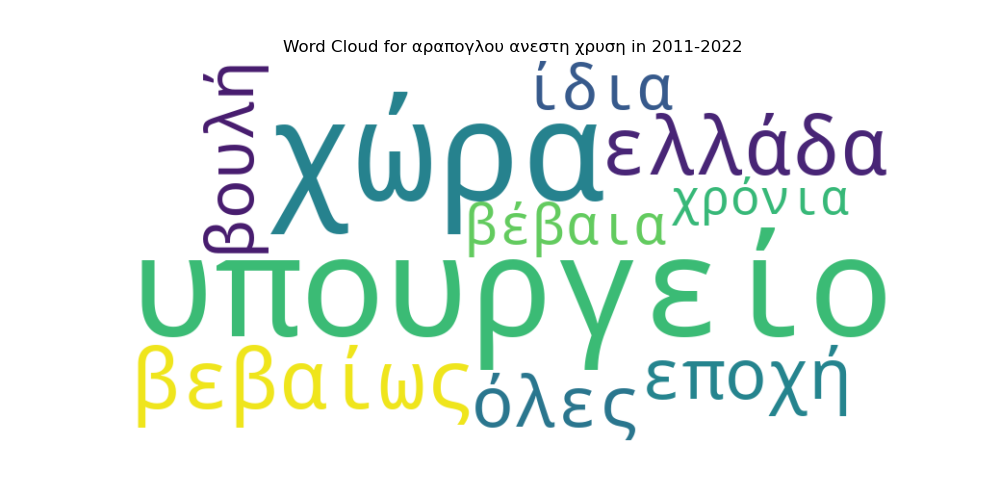 Word Cloud for αραπογλου ανεστη χρυση in 2011-2022
ίδια
βουλή
χώρα
ελλάδα
χρόνια
βέβαια
υπουργείο
βεβαίως
όλες
εποχή